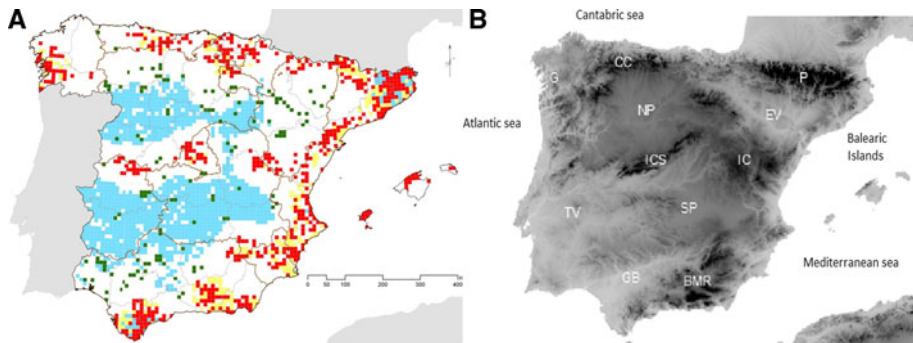 A
0 100 200 300 400
B
Cantabric sea
CC
P
G
NP
EV
Atlantic sea
Balearic
Islands
ICS
IC
TV
SP
Mediterranean sea
GB
BMR